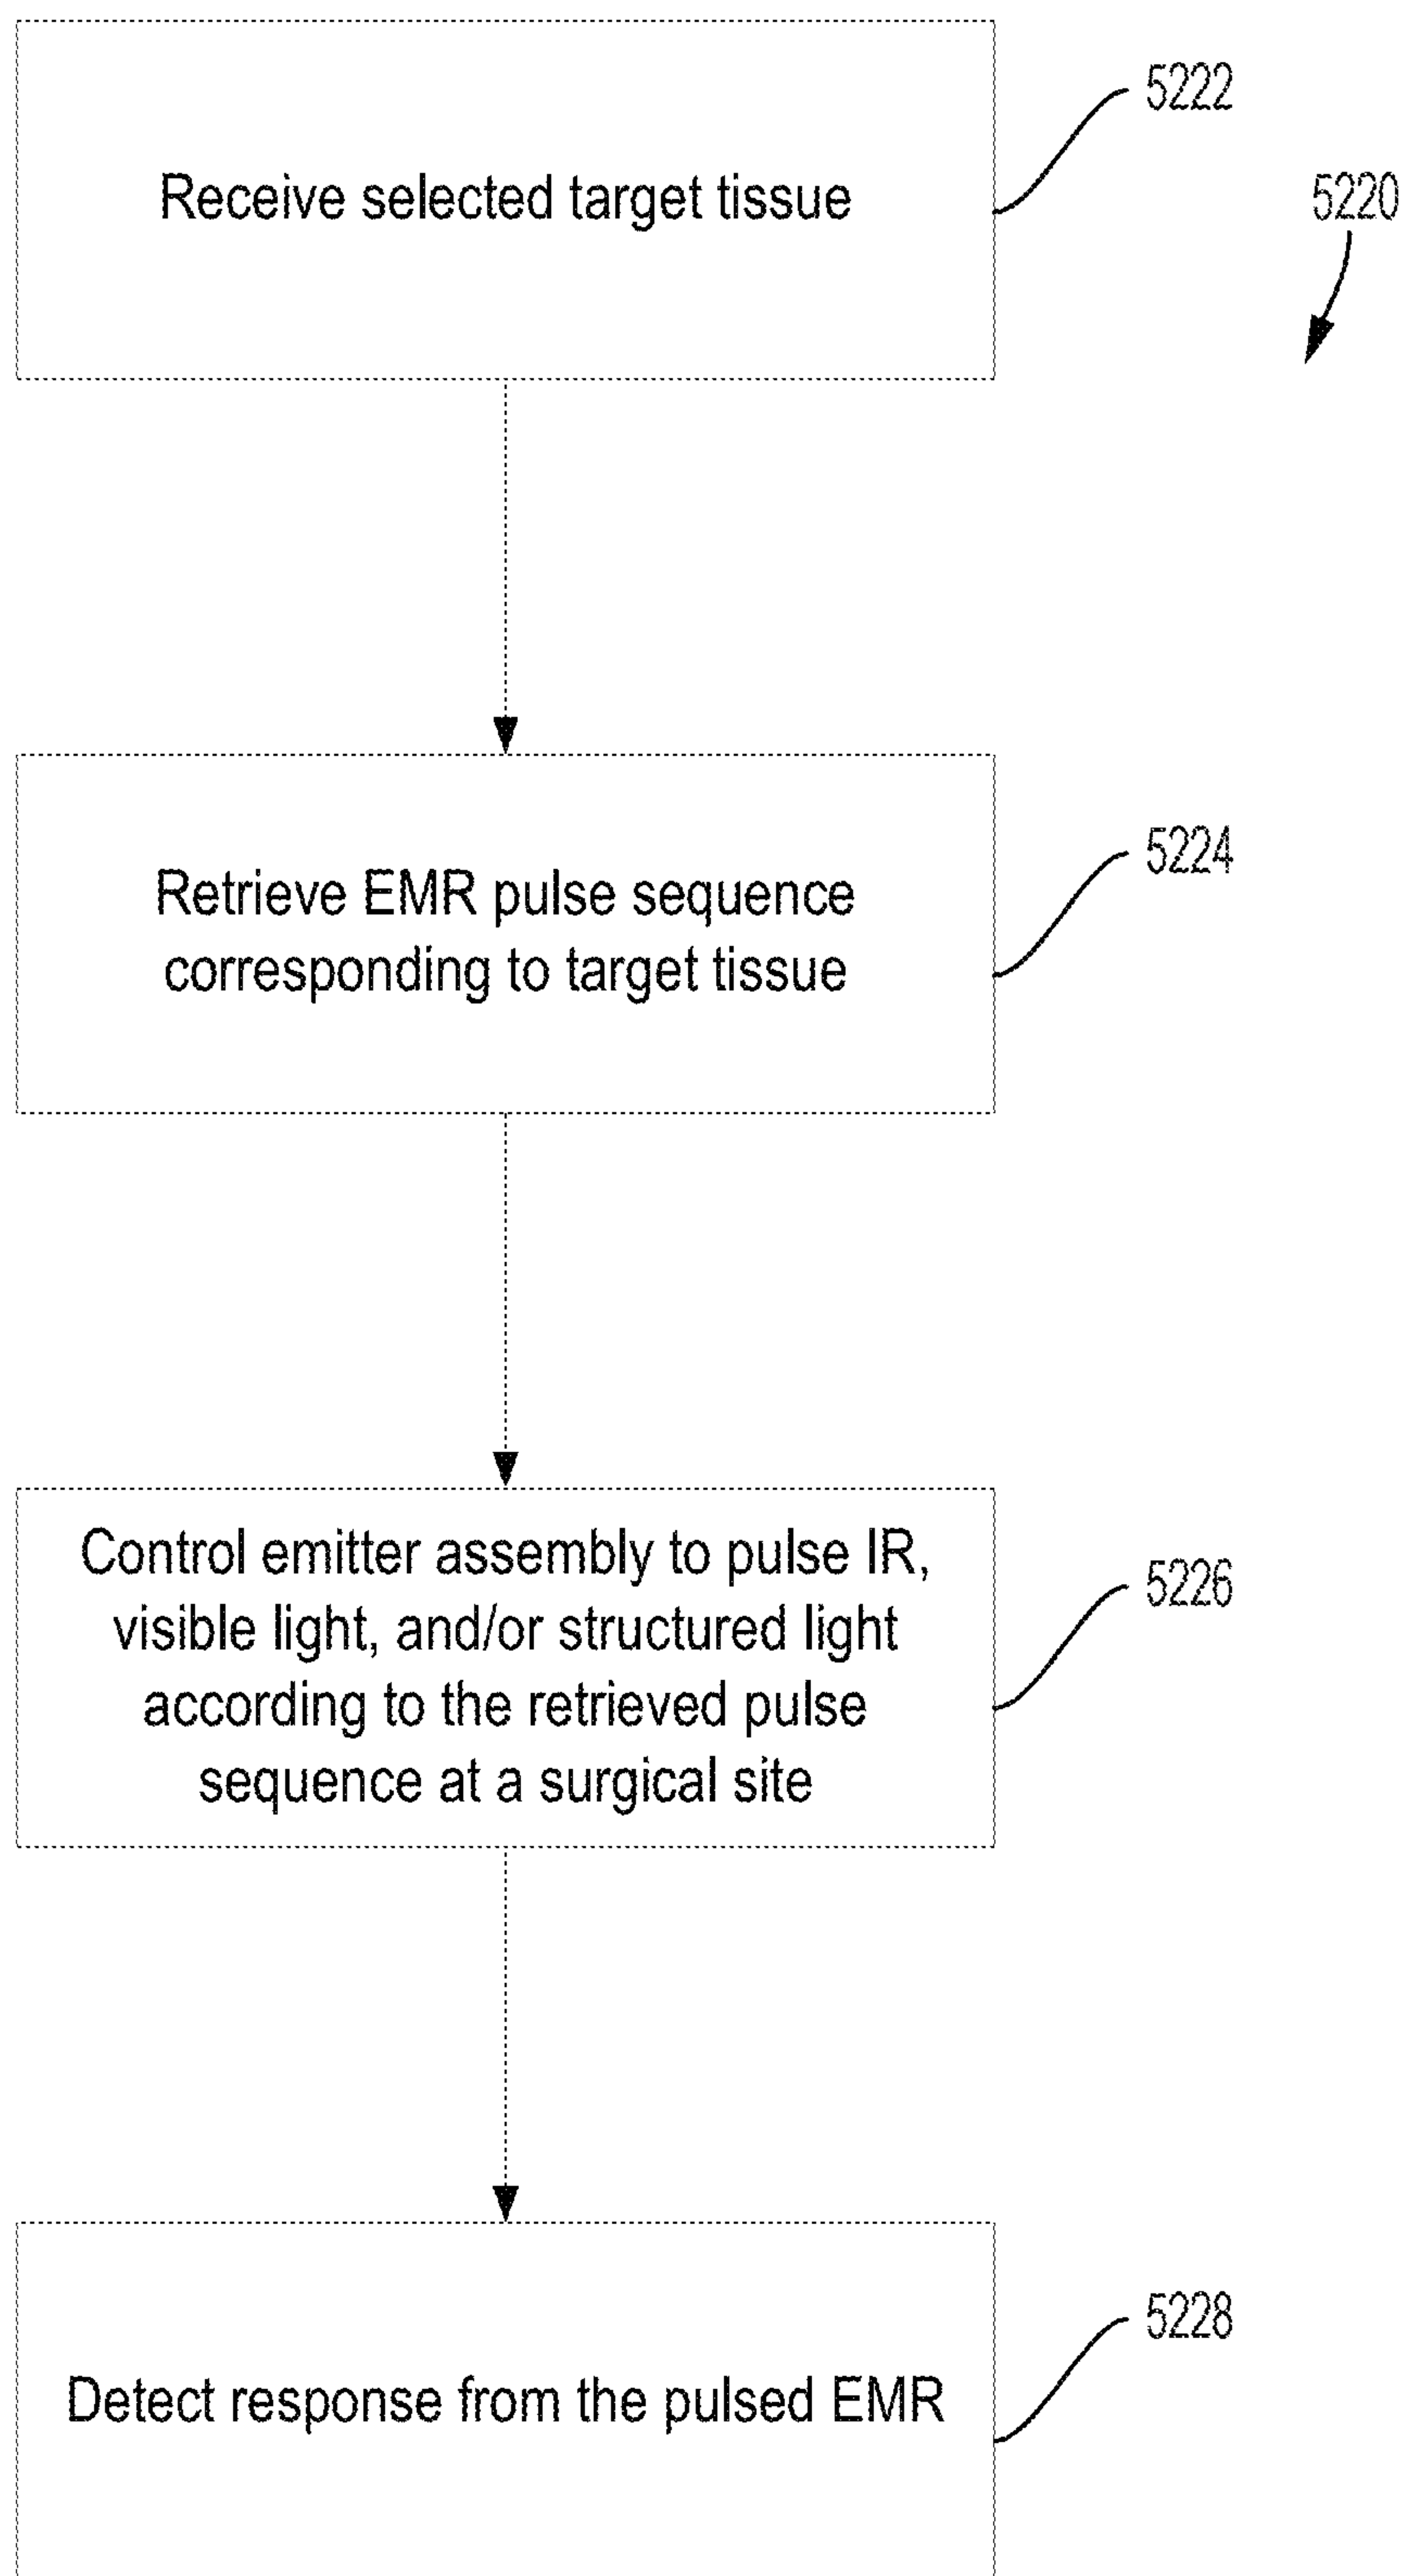 5222
Receive selected target tissue
5220
5224
Retrieve EMR pulse sequence
corresponding to target tissue
Control emitter assembly to pulse IR,
visible light, and/or structured light
according to the retrieved pulse
sequence at a surgical site
5226
5228
Detect response from the pulsed EMR